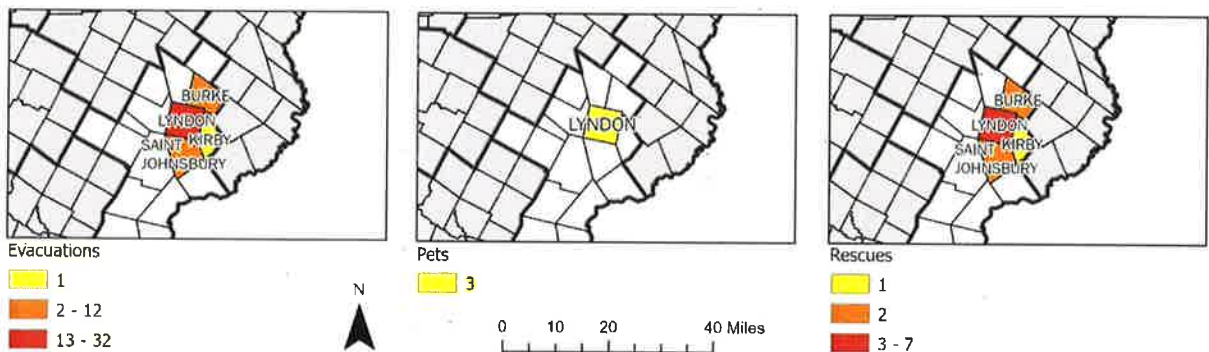 BURKE
LYNDON
SAINT KIRBY
JOHNSBURY
Evacuations
1
2 - 12
13 - 32
N
LYNDON
Pets
3
0 10 20 40 Miles
BURKE
LYNDON
SAINT KIRBY
JOHNSBURY
Rescues
1
2
3 - 7